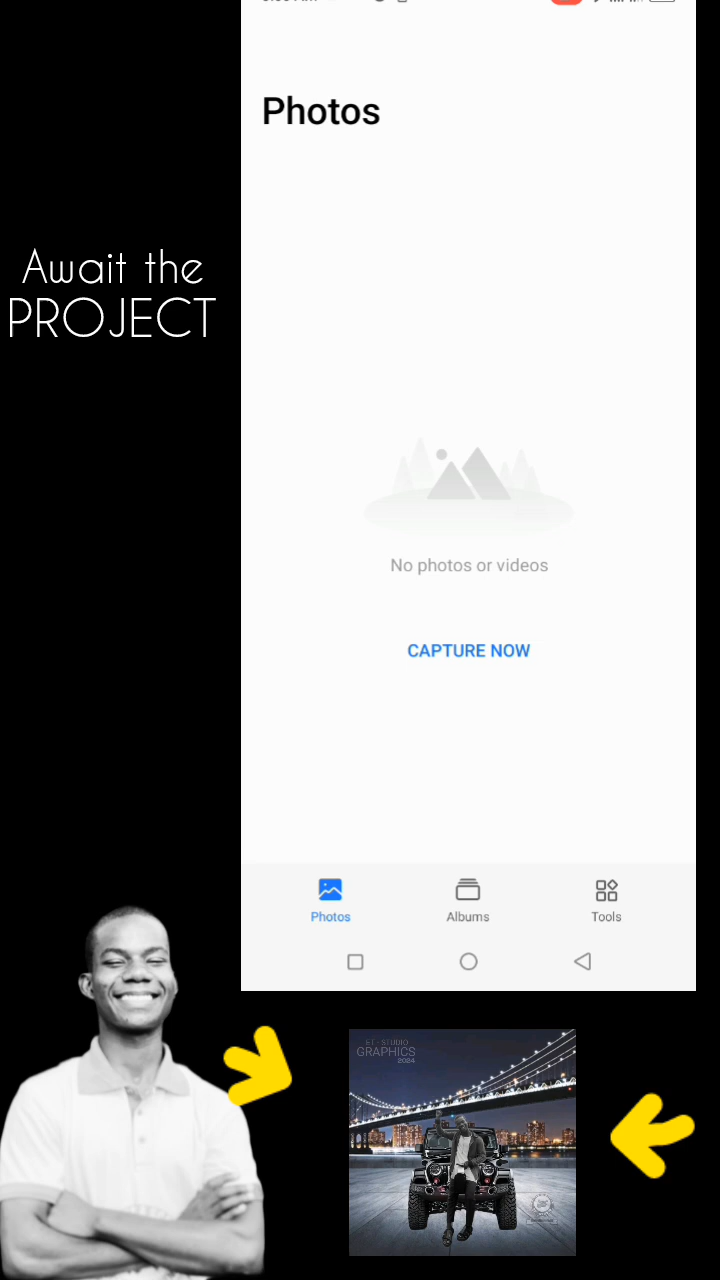 Photos
Await the
PROJECT
No photos or videos
CAPTURE NOW
Photos
Albums
Tools
GRAPHICS
2024